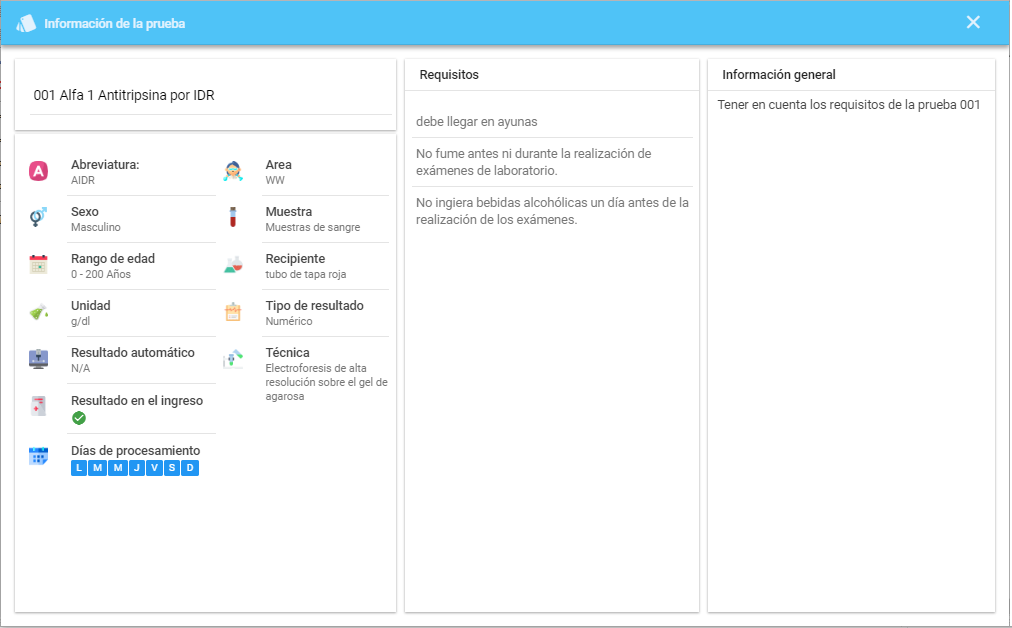 Información de la prueba
001 Alfa 1 Antitripsina por IDR
A
Abreviatura:
AIDR
Sexo
Masculino
Rango de edad
0 - 200 Años
Unidad
g/dl
Resultado automático
N/A
Resultado en el ingreso
Días de procesamiento
L M M J V S D
Area
WW
Muestra
Muestras de sangre
Recipiente
tubo de tapa roja
Tipo de resultado
Numérico
Técnica
Electroforesis de alta
resolución sobre el gel de
agarosa
Requisitos
debe llegar en ayunas
No fume antes ni durante la realización de
exámenes de laboratorio.
No ingiera bebidas alcohólicas un día antes de la
realización de los exámenes.
Información general
Tener en cuenta los requisitos de la prueba 001